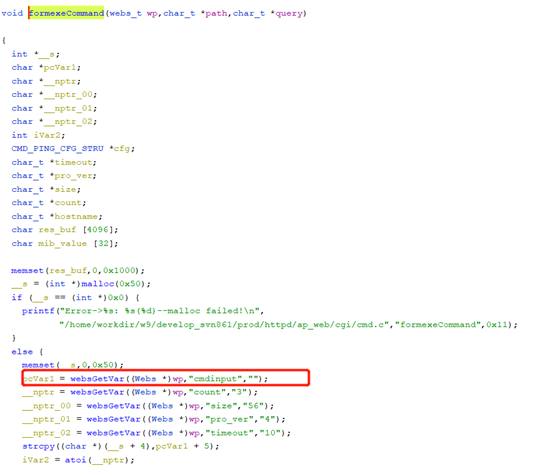 void formexeCommand(webs_t wp,char_t *path,char_t *query)
{
int *__s;
char *pcVar1;
char *__nptr;
char *__nptr_00;
char *__nptr_01;
char *__nptr_02;
int iVar2;
CMD_PING_CFG_STRU *cfg;
char_t *timeout;
char_t *pro_ver;
char_t *size;
char_t *count;
char_t *hostname;
char res_buf [4096];
char mib_value [32];
memset(res_buf,0,0x1000);
__s = (int *)malloc(0x50);
if (__s == (int *)0x0) {
printf("Error->%s: %s(%d)--malloc failed!\n",
"/home/workdir/w9/develop_svn861/prod/httpd/ap_web/cgi/cmd.c","formexeCommand",0x11);
}
else {
memset(__s,0,0x50);
pcVar1 = websGetVar((Webs *)wp,"cmdinput","");
__nptr = websGetVar((Webs *)wp,"count","3");
__nptr_00 = websGetVar((Webs *)wp,"size","56");
__nptr_01 = websGetVar((Webs *)wp,"pro_ver","4");
__nptr_02 = websGetVar((Webs *)wp,"timeout","10");
strcpy((char *)(__s + 4),pcVar1 + 5);
iVar2 = atoi(__nptr);